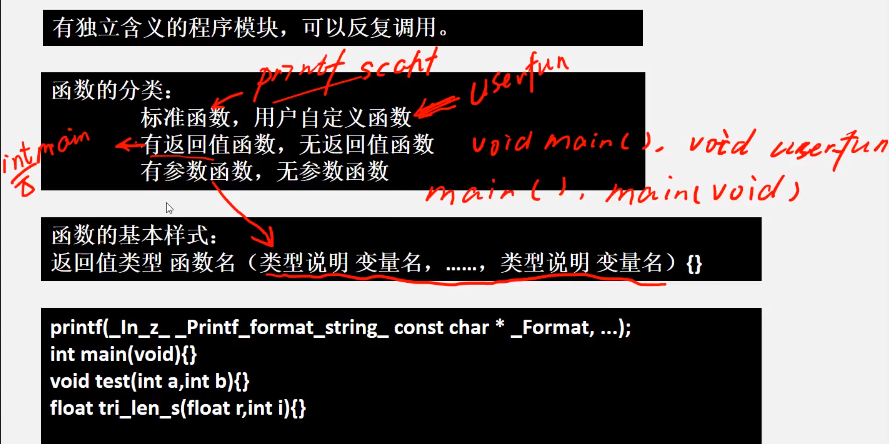 有独立含义的程序模块，可以反复调用。
函数的分类：
printf scanf
userfun
标准函数，用户自定义函数
int main
有返回值函数，无返回值函数
void main(). void userfun
有参数函数，无参数函数
main(). main(void)
函数的基本样式：
返回值类型 函数名（类型说明 变量名，……，类型说明 变量名）{}
printf(_In_z_ _Printf_format_string_ const char * _Format, ...);
int main(void){}
void test(int a,int b){}
float tri_len_s(float r,int i){}